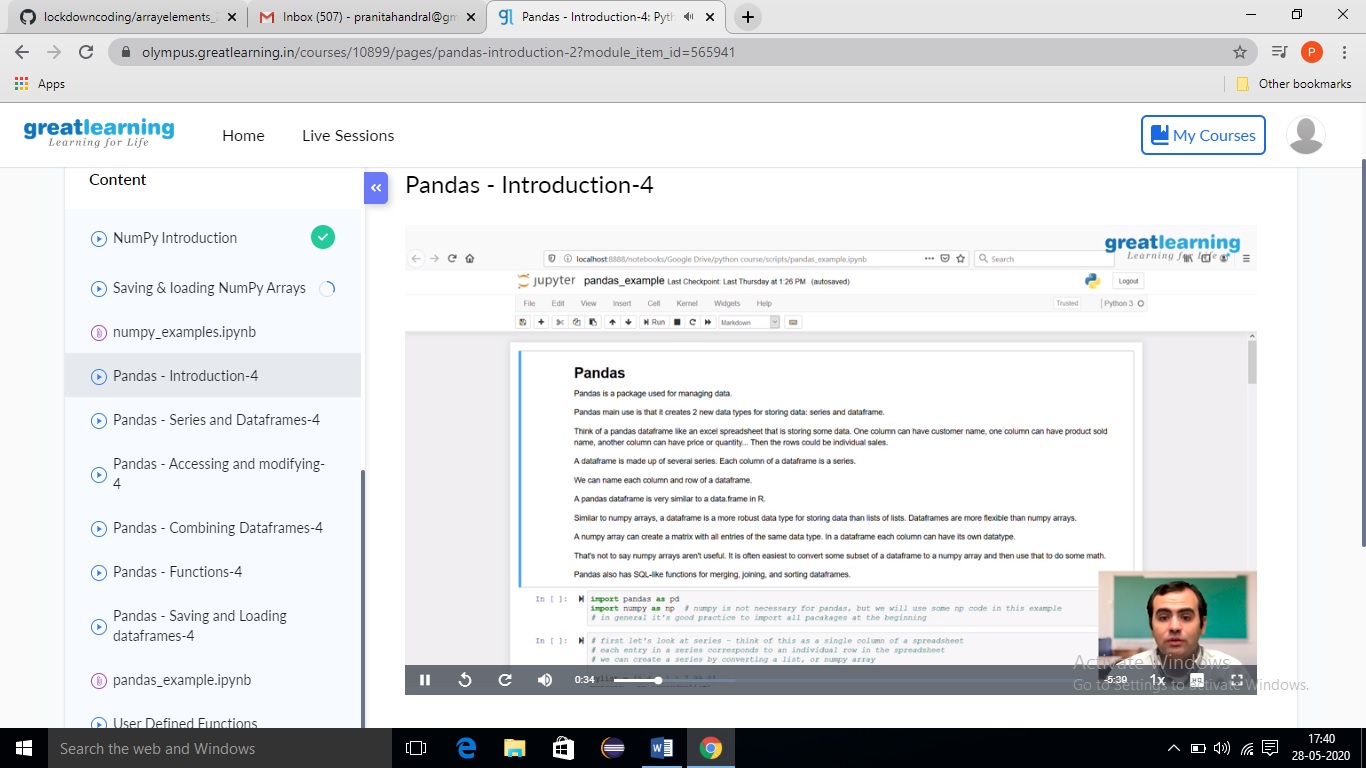 lockdowncoding/arrayelements_
Inbox (507) - pranitahandral@gm
Pandas - Introduction-4: Pyth
olympus.greatlearning.in/courses/10899/pages/pandas-introduction-2?module_item_id=565941
P
Apps
Other bookmarks
greatlearning
Learning for Life
Home
Live Sessions
My Courses
Content
NumPy Introduction
Saving & loading NumPy Arrays
numpy_examples.ipynb
Pandas - Introduction-4
Pandas - Series and Dataframes-4
Pandas - Accessing and modifying-
4
Pandas - Combining Dataframes-4
Pandas - Functions-4
Pandas - Saving and Loading
dataframes-4
pandas_example.ipynb
User Defined Functions
Pandas - Introduction-4
localhost:8888/notebooks/Google Drive/python course/scripts/pandas_example.ipynb
Search
greatlearning
Learning for Life
jupyter pandas_example Last Checkpoint: Last Thursday at 1:26 PM (autosaved)
Logout
File Edit View Insert Cell Kernel Widgets Help
Trusted
Python 3
Run
Markdown
Pandas
Pandas is a package used for managing data.
Pandas main use is that it creates 2 new data types for storing data: series and dataframe.
Think of a pandas dataframe like an excel spreadsheet that is storing some data. One column can have customer name, one column can have product sold
name, another column can have price or quantity... Then the rows could be individual sales.
A dataframe is made up of several series. Each column of a dataframe is a series.
We can name each column and row of a dataframe.
A pandas dataframe is very similar to a data.frame in R.
Similar to numpy arrays, a dataframe is a more robust data type for storing data than lists of lists. Dataframes are more flexible than numpy arrays.
A numpy array can create a matrix with all entries of the same data type. In a dataframe each column can have its own datatype.
That's not to say numpy arrays aren't useful. It is often easiest to convert some subset of a dataframe to a numpy array and then use that to do some math.
Pandas also has SQL-like functions for merging, joining, and sorting dataframes.
In [ ]:
import pandas as pd
import numpy as np # numpy is not necessary for pandas, but we will use some np code in this example
# in general it's good practice to import all pacakages at the beginning
In [ ]:
# first let's look at series - think of this as a single column of a spreadsheet
# each entry in a series corresponds to an individual row in the spreadsheet
# we can create a series by converting a list, or numpy array
0:34
-5:39
1x
Activate Windows
Go to Settings to activate Windows.
Search the web and Windows
17:40
28-05-2020